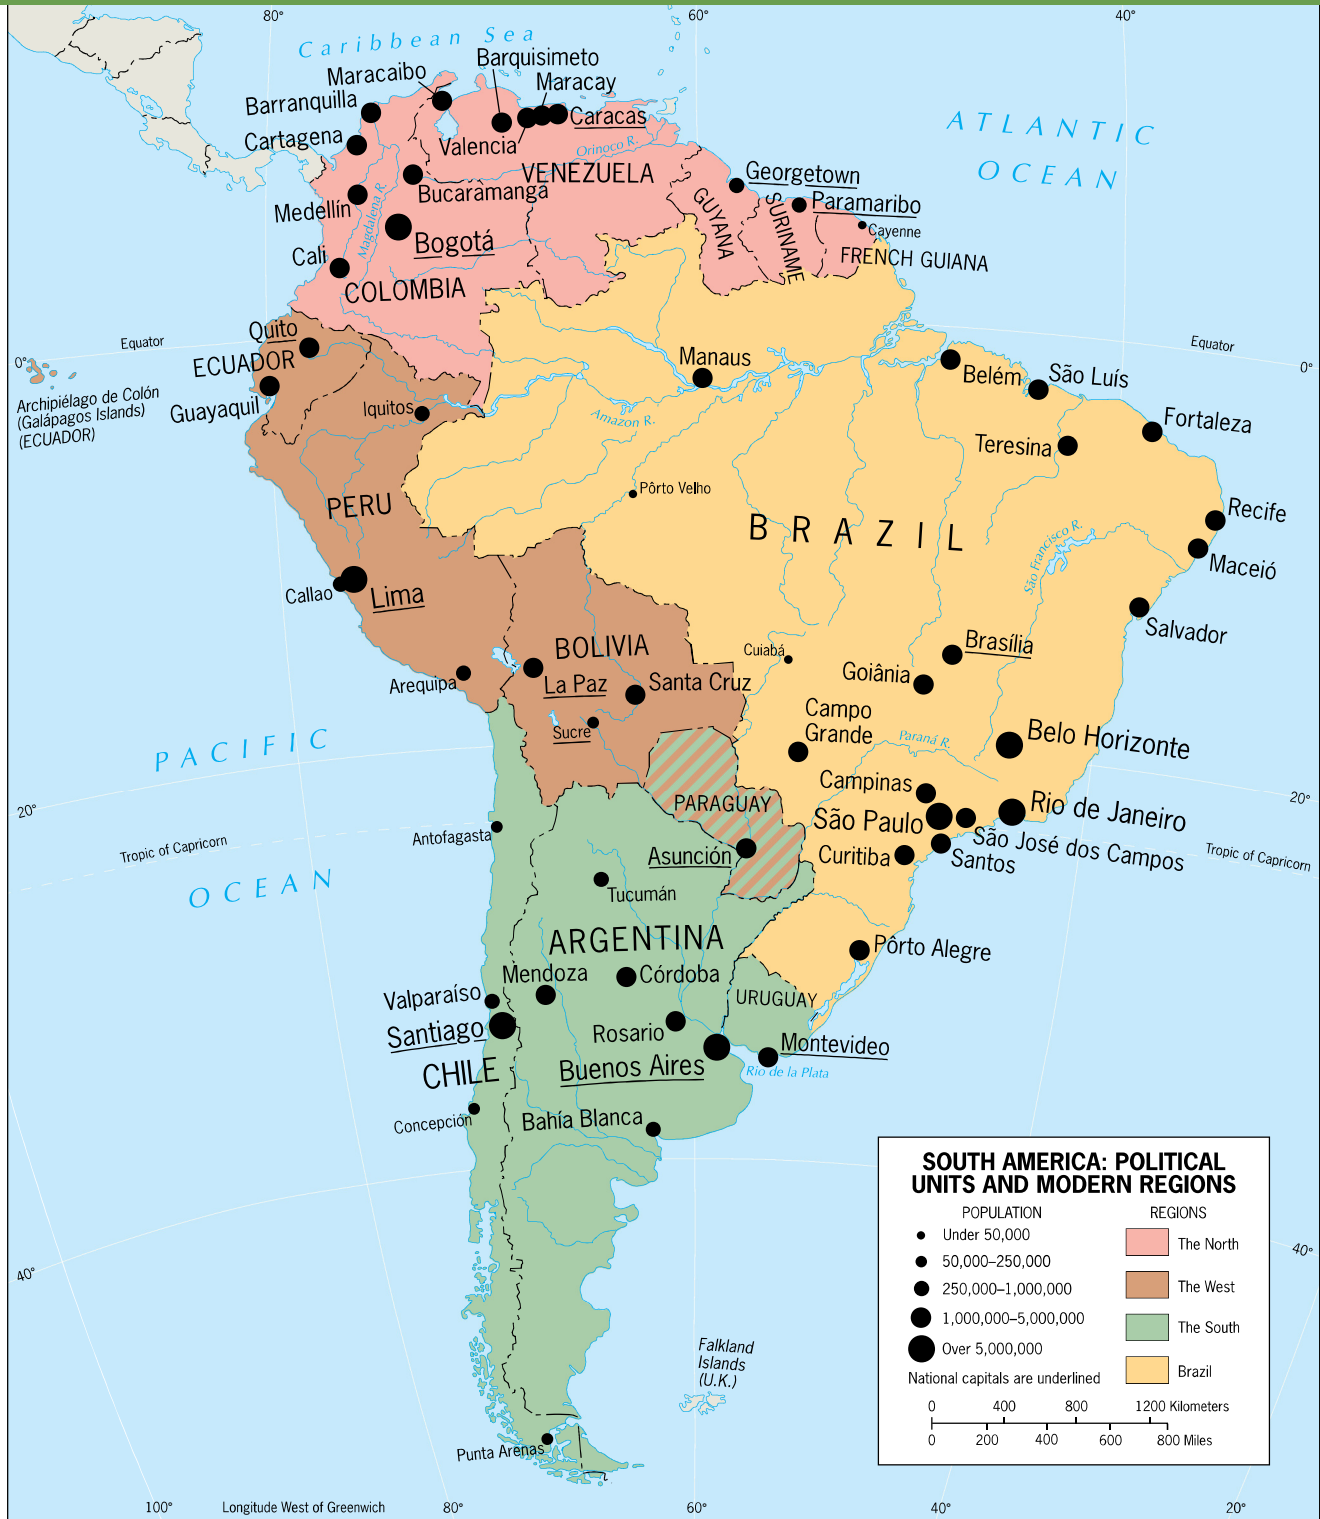 80°
60°
40°
Caribbean Sea
Barquisimeto
Maracaibo
Maracay
Barranquilla
Caracas
Cartagena
Valencia
Orinoco R.
VENEZUELA
ATLANTIC
OCEAN
Georgetown
Bucaramanga
Medellín
Magdalena R.
GUYANA
SURINAME
Paramaribo
Cayenne
Bogotá
FRENCH GUIANA
Cali
COLOMBIA
Quito
Equator
ECUADOR
0°
Archipiélago de Colón
(Galápagos Islands)
(ECUADOR)
Guayaquil
Iquitos
Manaus
Equator
0°
Belém
São Luís
Amazon R.
Fortaleza
Teresina
Pôrto Velho
PERU
BRAZIL
Recife
São Francisco R.
Maceió
Callao
Lima
Salvador
BOLIVIA
Cuiabá
Brasília
Arequipa
La Paz
Santa Cruz
Goiânia
Sucre
Campo
Grande
Paraná R.
Belo Horizonte
PACIFIC
OCEAN
20°
20°
PARAGUAY
Campinas
Rio de Janeiro
São Paulo
Antofagasta
Tropic of Capricorn
São José dos Campos
Tropic of Capricorn
Asunción
Curitiba
Santos
Tucumán
ARGENTINA
Pôrto Alegre
Mendoza
Córdoba
Valparaíso
URUGUAY
Santiago
Rosario
Montevideo
Buenos Aires
Rio de la Plata
CHILE
Concepción
Bahía Blanca
40°
40°
Falkland
Islands
(U.K.)
Punta Arenas
SOUTH AMERICA: POLITICAL
UNITS AND MODERN REGIONS
POPULATION
Under 50,000
50,000–250,000
250,000–1,000,000
1,000,000–5,000,000
Over 5,000,000
National capitals are underlined
REGIONS
The North
The West
The South
Brazil
0 400 800 1200 Kilometers
0 200 400 600 800 Miles
100°
Longitude West of Greenwich
80°
60°
40°
20°